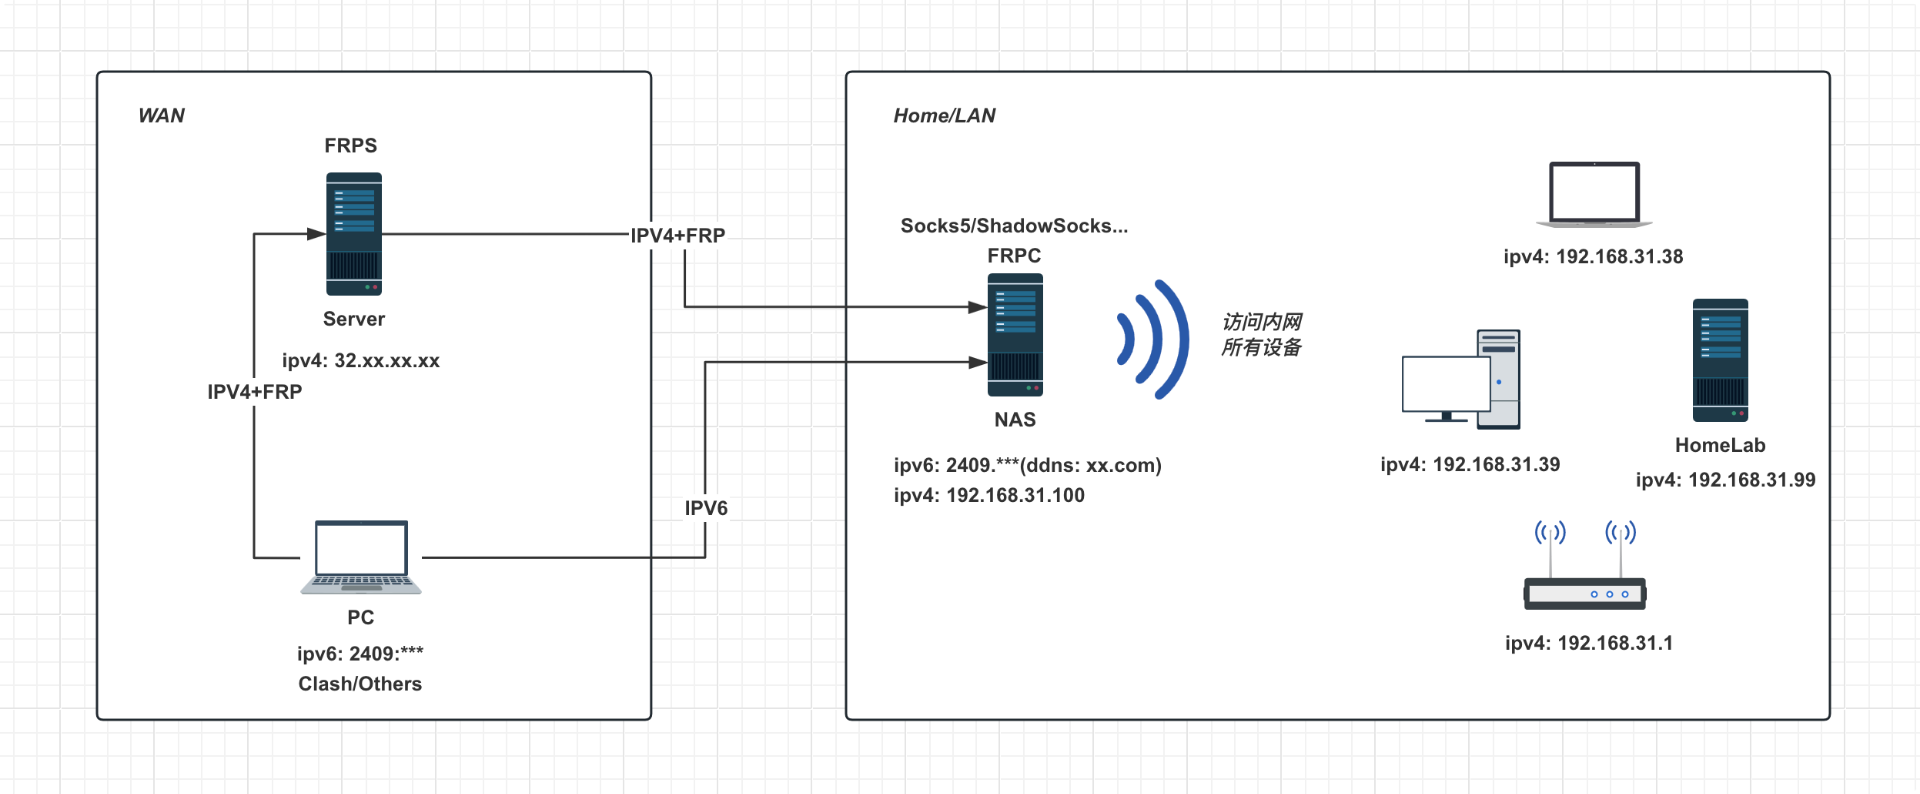 WAN
FRPS
Server
ipv4: 32.xx.xx.xx
IPV4+FRP
PC
ipv6: 2409:***
Clash/Others
IPV4+FRP
IPV6
Home/LAN
Socks5/ShadowSocks...
FRPC
NAS
ipv6: 2409.***(ddns: xx.com)
ipv4: 192.168.31.100
访问内网
所有设备
ipv4: 192.168.31.38
ipv4: 192.168.31.39
HomeLab
ipv4: 192.168.31.99
ipv4: 192.168.31.1